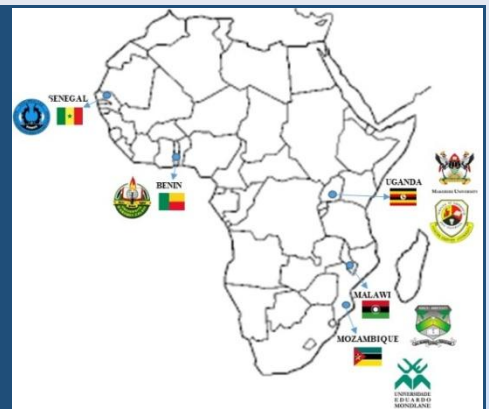 SENEGAL
BENIN
UGANDA
MAKERERE UNIVERSITY
MALAWI
MOZAMBIQUE
UNIVERSIDADE
EDUARDO
MONDLANE